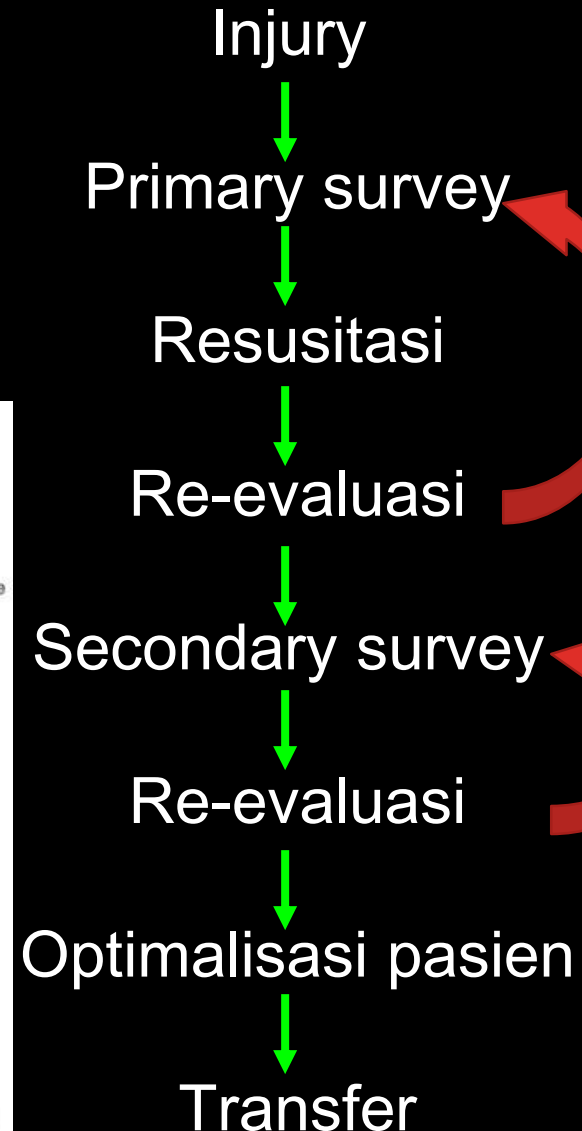 Injury
Primary survey
Resusitasi
Re-evaluasi
Secondary survey
Re-evaluasi
Optimalisasi pasien
Transfer